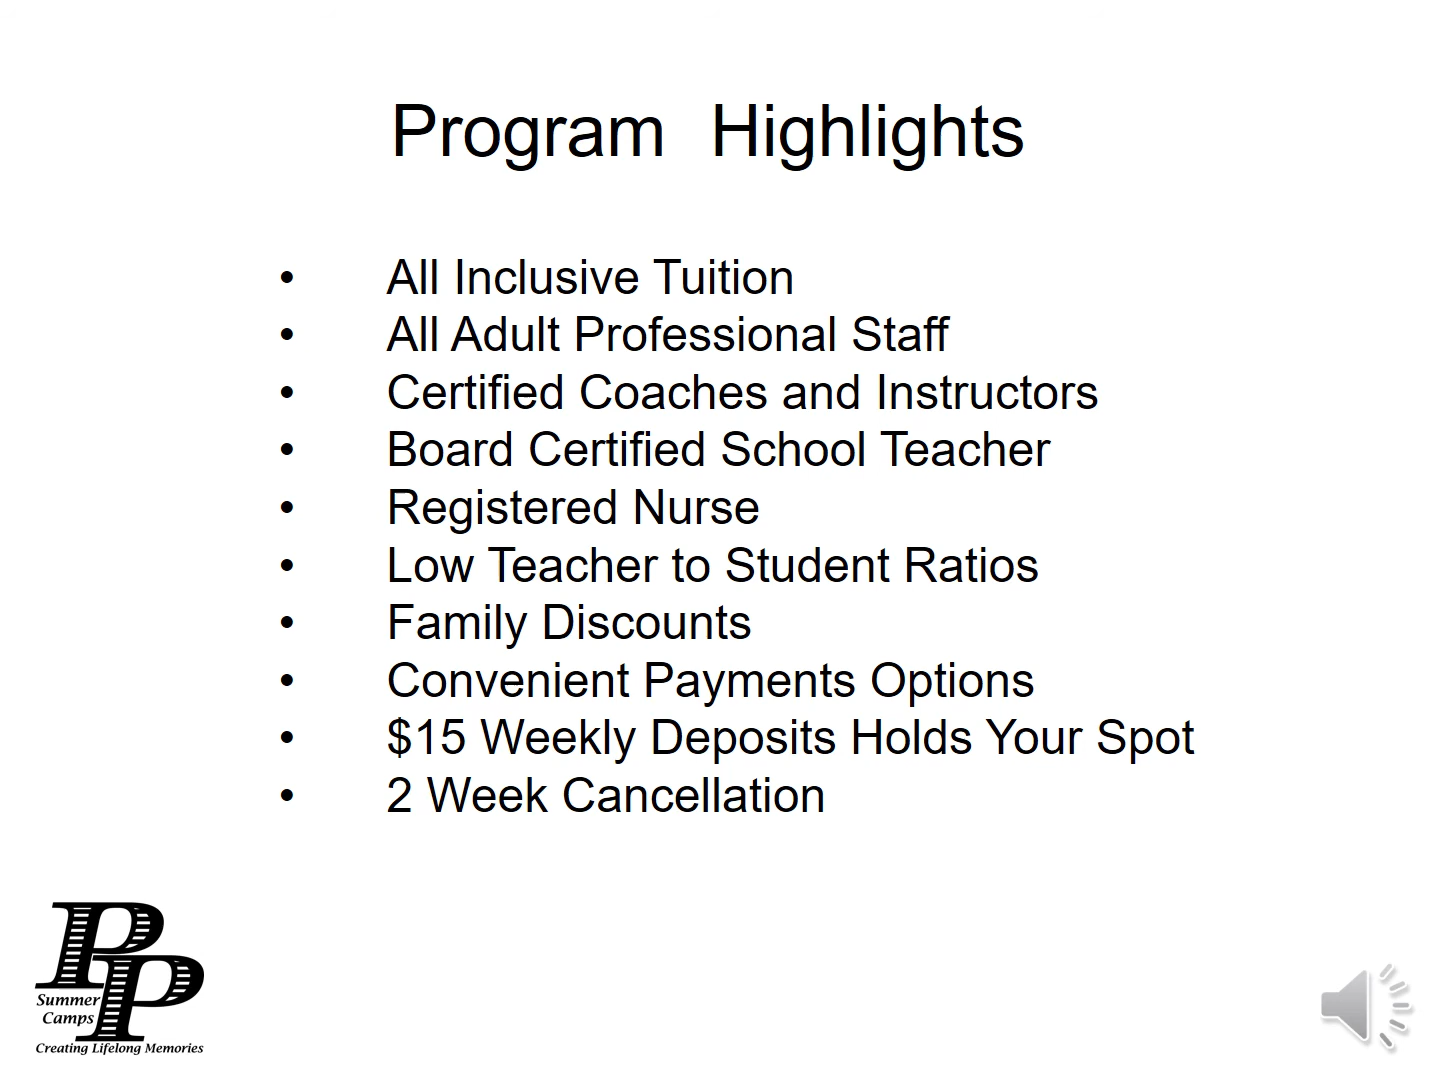 Program Highlights
• All Inclusive Tuition
• All Adult Professional Staff
• Certified Coaches and Instructors
• Board Certified School Teacher
• Registered Nurse
• Low Teacher to Student Ratios
• Family Discounts
• Convenient Payments Options
• $15 Weekly Deposits Holds Your Spot
• 2 Week Cancellation
PP
Summer
Camps
Creating Lifelong Memories